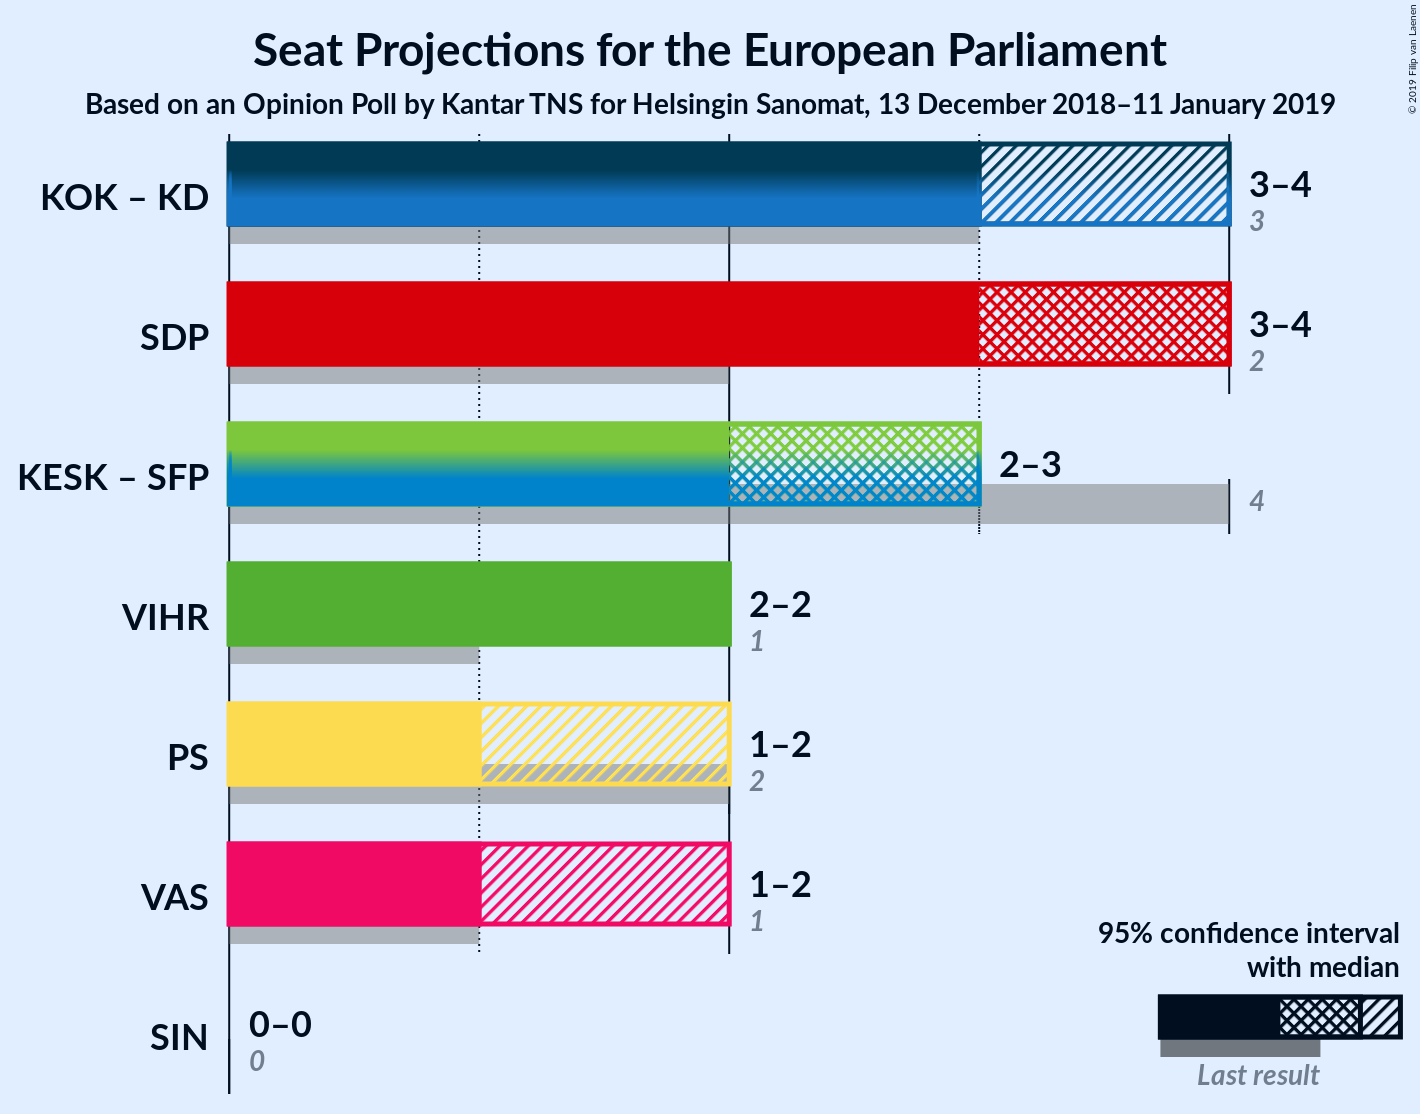 Seat Projections for the European Parliament
Based on an Opinion Poll by Kantar TNS for Helsingin Sanomat, 13 December 2018–11 January 2019
© 2019 Filip van Laenen
KOK – KD
3–4
3
SDP
3–4
2
KESK – SFP
2–3
4
VIHR
2–2
1
PS
1–2
2
VAS
1–2
1
SIN
0–0
0
95% confidence interval
with median
Last result